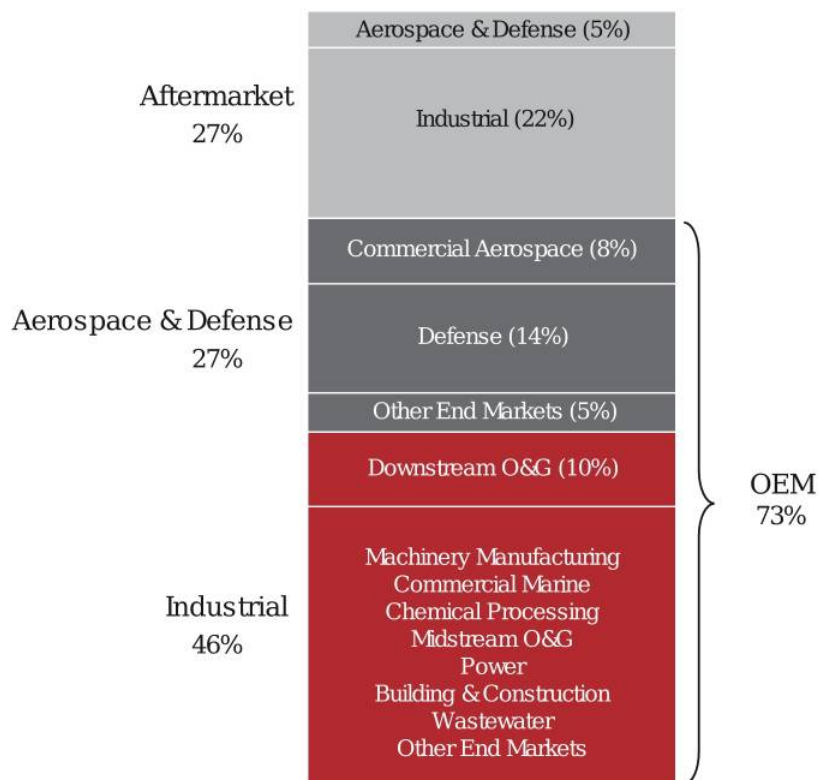 Aerospace & Defense (5%)
Aftermarket
27%
Industrial (22%)
Commercial Aerospace (8%)
Aerospace & Defense
27%
Defense (14%)
Other End Markets (5%)
Downstream O&G (10%)
OEM
73%
Industrial
46%
Machinery Manufacturing
Commercial Marine
Chemical Processing
Midstream O&G
Power
Building & Construction
Wastewater
Other End Markets